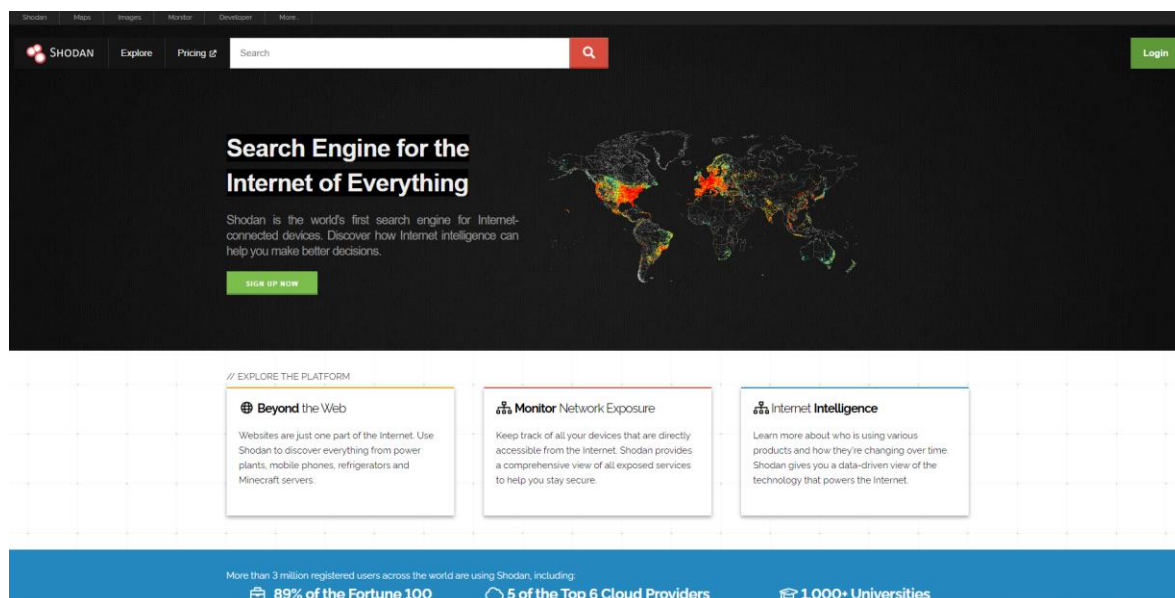 Shodan Maps Images Monitor Developer More...
SHODAN Explore Pricing Search Login
Search Engine for the
Internet of Everything
Shodan is the world's first search engine for Internet-
connected devices. Discover how Internet intelligence can
help you make better decisions.
SIGN UP NOW
// EXPLORE THE PLATFORM
Beyond the Web
Websites are just one part of the Internet. Use
Shodan to discover everything from power
plants, mobile phones, refrigerators and
Minecraft servers.
Monitor Network Exposure
Keep track of all your devices that are directly
accessible from the Internet. Shodan provides
a comprehensive view of all exposed services
to help you stay secure.
Internet Intelligence
Learn more about who is using various
products and how they're changing over time.
Shodan gives you a data-driven view of the
technology that powers the Internet.
More than 3 million registered users across the world are using Shodan, including:
89% of the Fortune 100
5 of the Top 6 Cloud Providers
1,000+ Universities